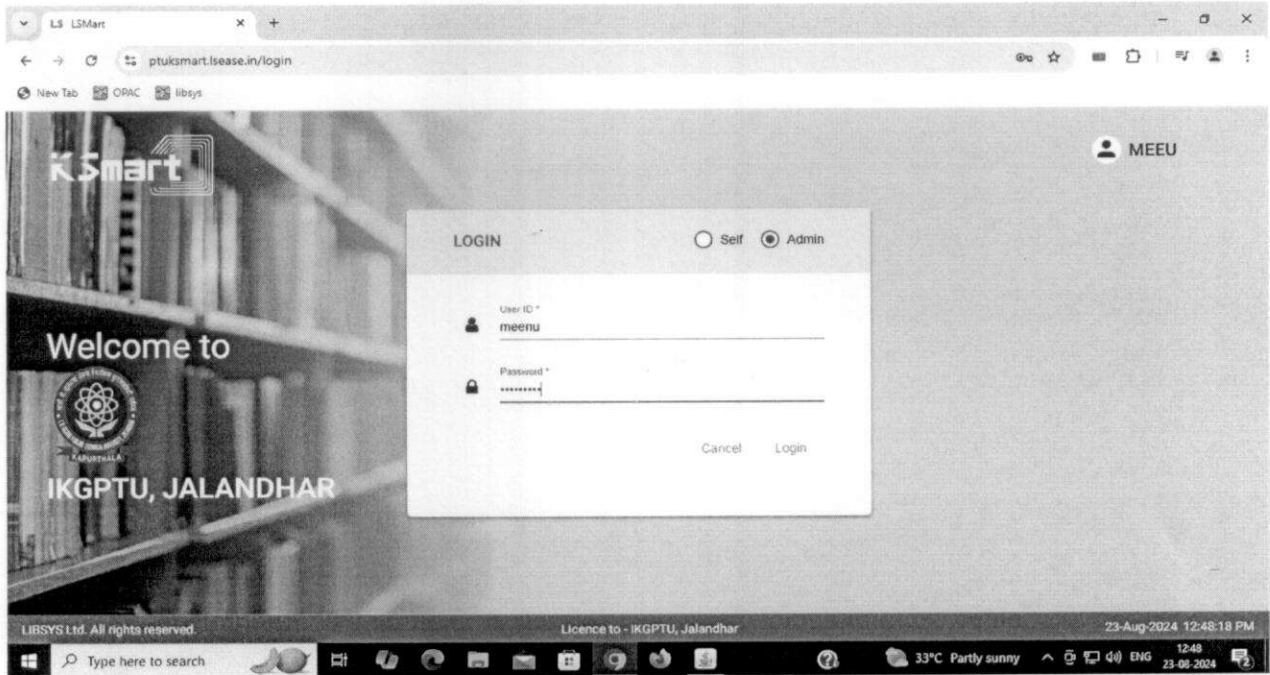 LS LSMart
ptuksmart.lsease.in/login
New Tab OPAC libsys
KSmart
MEEU
LOGIN Self Admin
User ID *
meenu
Password *
Welcome to
KAPURTHALA
IKGPTU, JALANDHAR
Cancel Login
LIBSYS Ltd. All rights reserved. Licence to - IKGPTU, Jalandhar 23-Aug-2024 12:48:18 PM
Type here to search 33°C Partly sunny ENG 12:48
23-08-2024
2